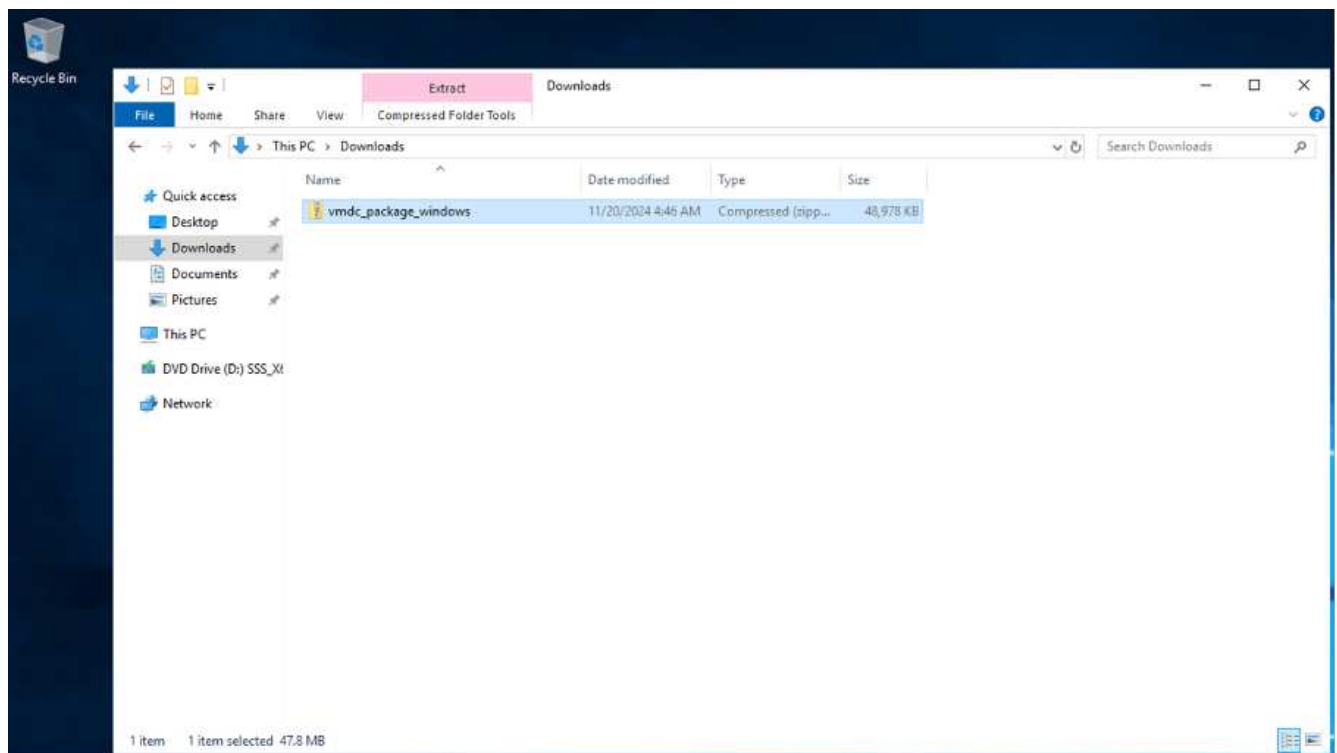 Recycle Bin
Extract Downloads
File Home Share View Compressed Folder Tools
This PC > Downloads Search Downloads
Name Date modified Type Size
Quick access
vmdc_package_windows 11/20/2024 4:46 AM Compressed (zipp... 48,978 KB
Desktop
Downloads
Documents
Pictures
This PC
DVD Drive (D:)
Network
1 item 1 item selected 47.8 MB